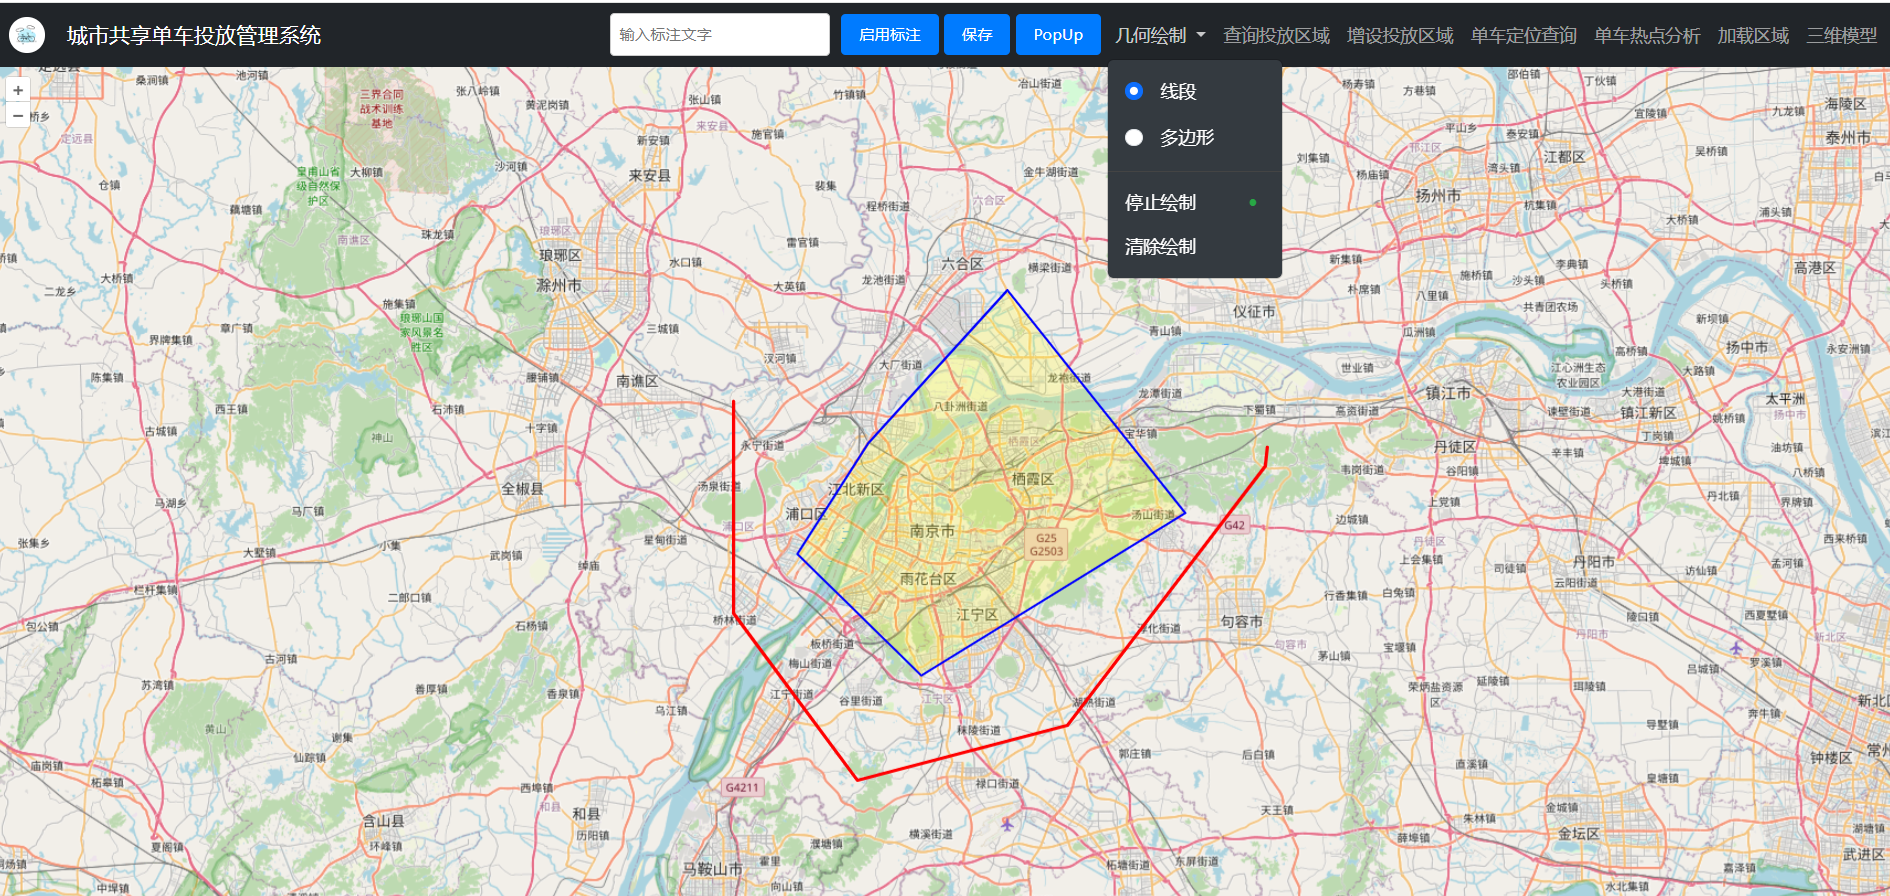 城市共享单车投放管理系统
输入标注文字
启用标注
保存
PopUp
几何绘制
查询投放区域
增设投放区域
单车定位查询
单车热点分析
加载区域
三维模型
线段
多边形
停止绘制
清除绘制
+
−
桑涧镇
池河镇
三界合同
战术训练
基地
张八岭镇
黄泥岗镇
张山镇
竹镇镇
冶山街道
邵伯镇
丁伙镇
杨寿镇
方巷镇
宜陵镇
九龙镇
海陵区
泰州市
桥乡
定远县
来安县
施官镇
平山乡
泰安镇
邗江区
江都区
吴桥镇
新安镇
沙河镇
皇甫山省
级自然保
护区
大柳镇
仓镇
来安县
裴集
金牛湖街道
刘集镇
杨庙镇
湾头镇
扬州市
杭集镇
藕塘镇
珠龙镇
南谯区
程桥街道
六合区
浦头镇
大桥镇
琅琊区
琅琊区
滁州市
雷官镇
水口镇
大英镇
龙池街道
六合区
横梁街道
新集镇
朴席镇
施桥镇
八里镇
李典镇
沙头镇
头桥镇
高港区
大桥镇
二龙乡
施集镇
琅琊山国
家风景名
胜区
章广镇
界牌集镇
三城镇
汊河镇
大厂街道
仪征市
青山镇
瓜洲镇
共青团农场
新坝镇
扬中市
永安洲镇
陈集镇
腰铺镇
南谯区
龙袍街道
龙潭街道
世业镇
江心洲生态
农业园区
高桥镇
大路镇
大港街道
西王镇
石沛镇
八卦洲街道
下蜀镇
高资街道
镇江市
谏壁街道
镇江新区
姚桥镇
太平洲
扬中市
古城镇
十字镇
神山
永宁街道
栖霞区
宝华镇
丹徒区
丁岗镇
辛丰镇
油坊镇
韦岗街道
谷阳镇
埤城镇
八桥镇
全椒县
汤泉街道
江北新区
栖霞区
马湖乡
马厂镇
浦口区
浦口区
南京市
汤山街道
G42
边城镇
上党镇
丹北镇
界牌镇
张集乡
大墅镇
小集
武岗镇
星甸街道
绰庙
G25
G2503
丹徒区
上会集镇
丹阳市
西来桥镇
司徒镇
云阳街道
访仙镇
孟河镇
栏杆集镇
二郎口镇
雨花台区
江宁区
行香集镇
白兔镇
陵口镇
西夏墅镇
包公镇
石杨镇
桥林街道
板桥街道
淳化街道
句容市
句容市
宝堰镇
丹阳市
新北区
古河镇
梅山街道
茅山镇
吕城镇
罗溪镇
苏湾镇
善厚镇
香泉镇
江宁街道
谷里街道
江宁区
湖熟街道
荣炳盐资源
区
延陵镇
珥陵镇
乌江镇
黄山
谢集
仙踪镇
秣陵街道
郭庄镇
后白镇
直溪镇
导墅镇
奔牛镇
庙岗镇
柘皋镇
西埠镇
和县
和县
历阳镇
G4211
禄口街道
天王镇
皇塘镇
钟楼区
金城镇
朱林镇
金坛区
湖塘镇
武进区
含山县
环峰镇
夏阁镇
中垾镇
濮塘镇
霍里
马鞍山市
向山镇
横溪街道
柘塘街道
东屏街道
薛埠镇
嘉泽镇
水北镇